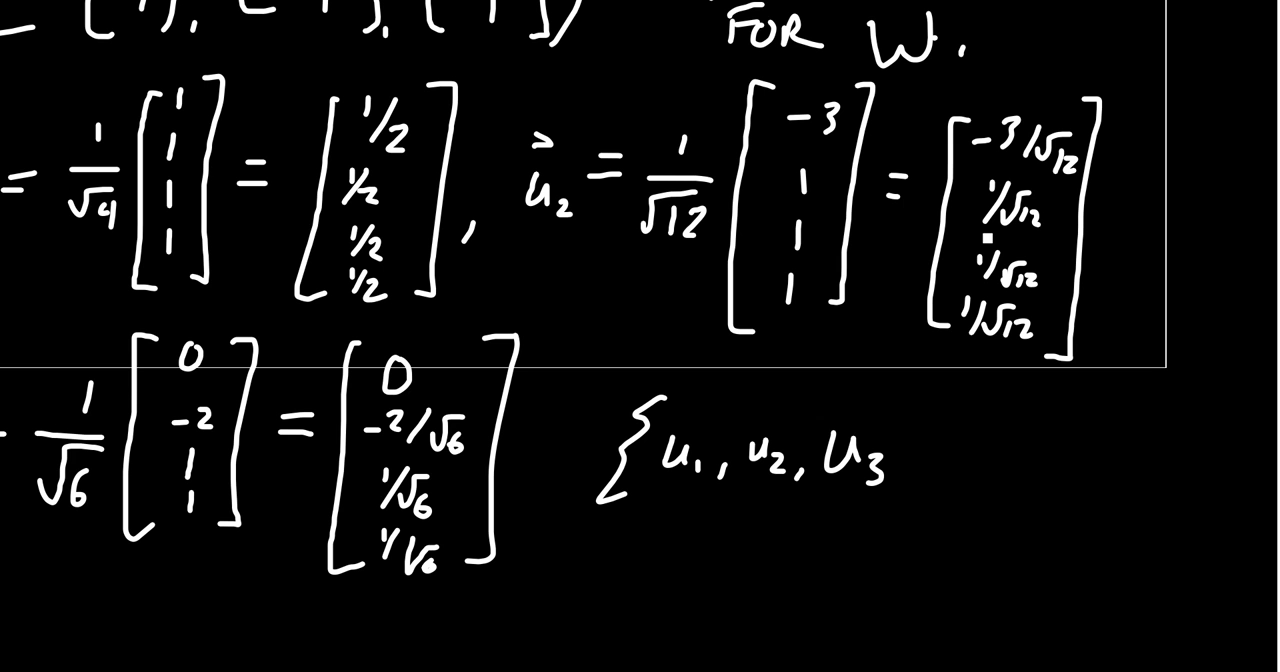 FOR W.
= 1/√4 [1 1 1 1] = [1/2 1/2 1/2 1/2], u⃗₂ = 1/√12 [-3 1 1 1] = [-3/√12 1/√12 1/√12 1/√12]
1/√6 [0 -2 1 1] = [0 -2/√6 1/√6 1/√6] {u₁, u₂, u₃